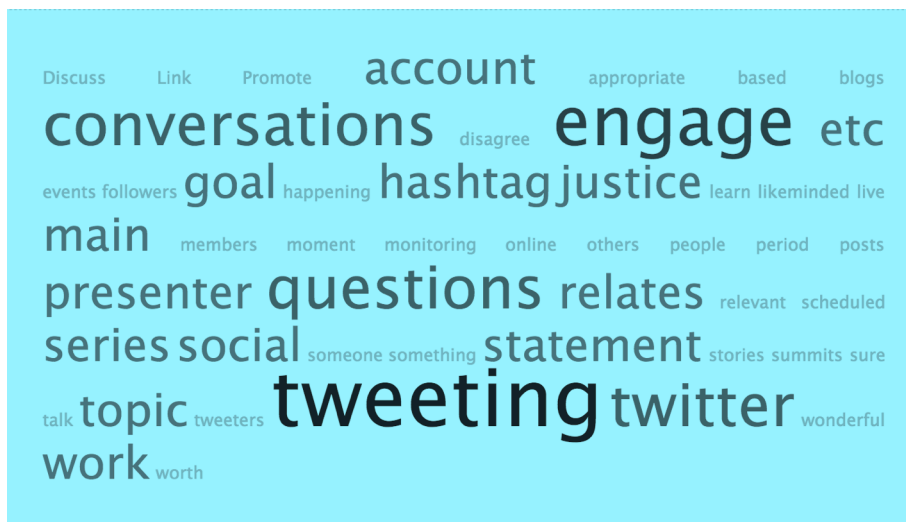 Discuss Link Promote account appropriate based blogs
conversations disagree engage etc
events followers goal happening hashtag justice learn likeminded live
main members moment monitoring online others people period posts
presenter questions relates relevant scheduled
series social someone something statement stories summits sure
talk topic tweeters tweeting twitter wonderful
work worth